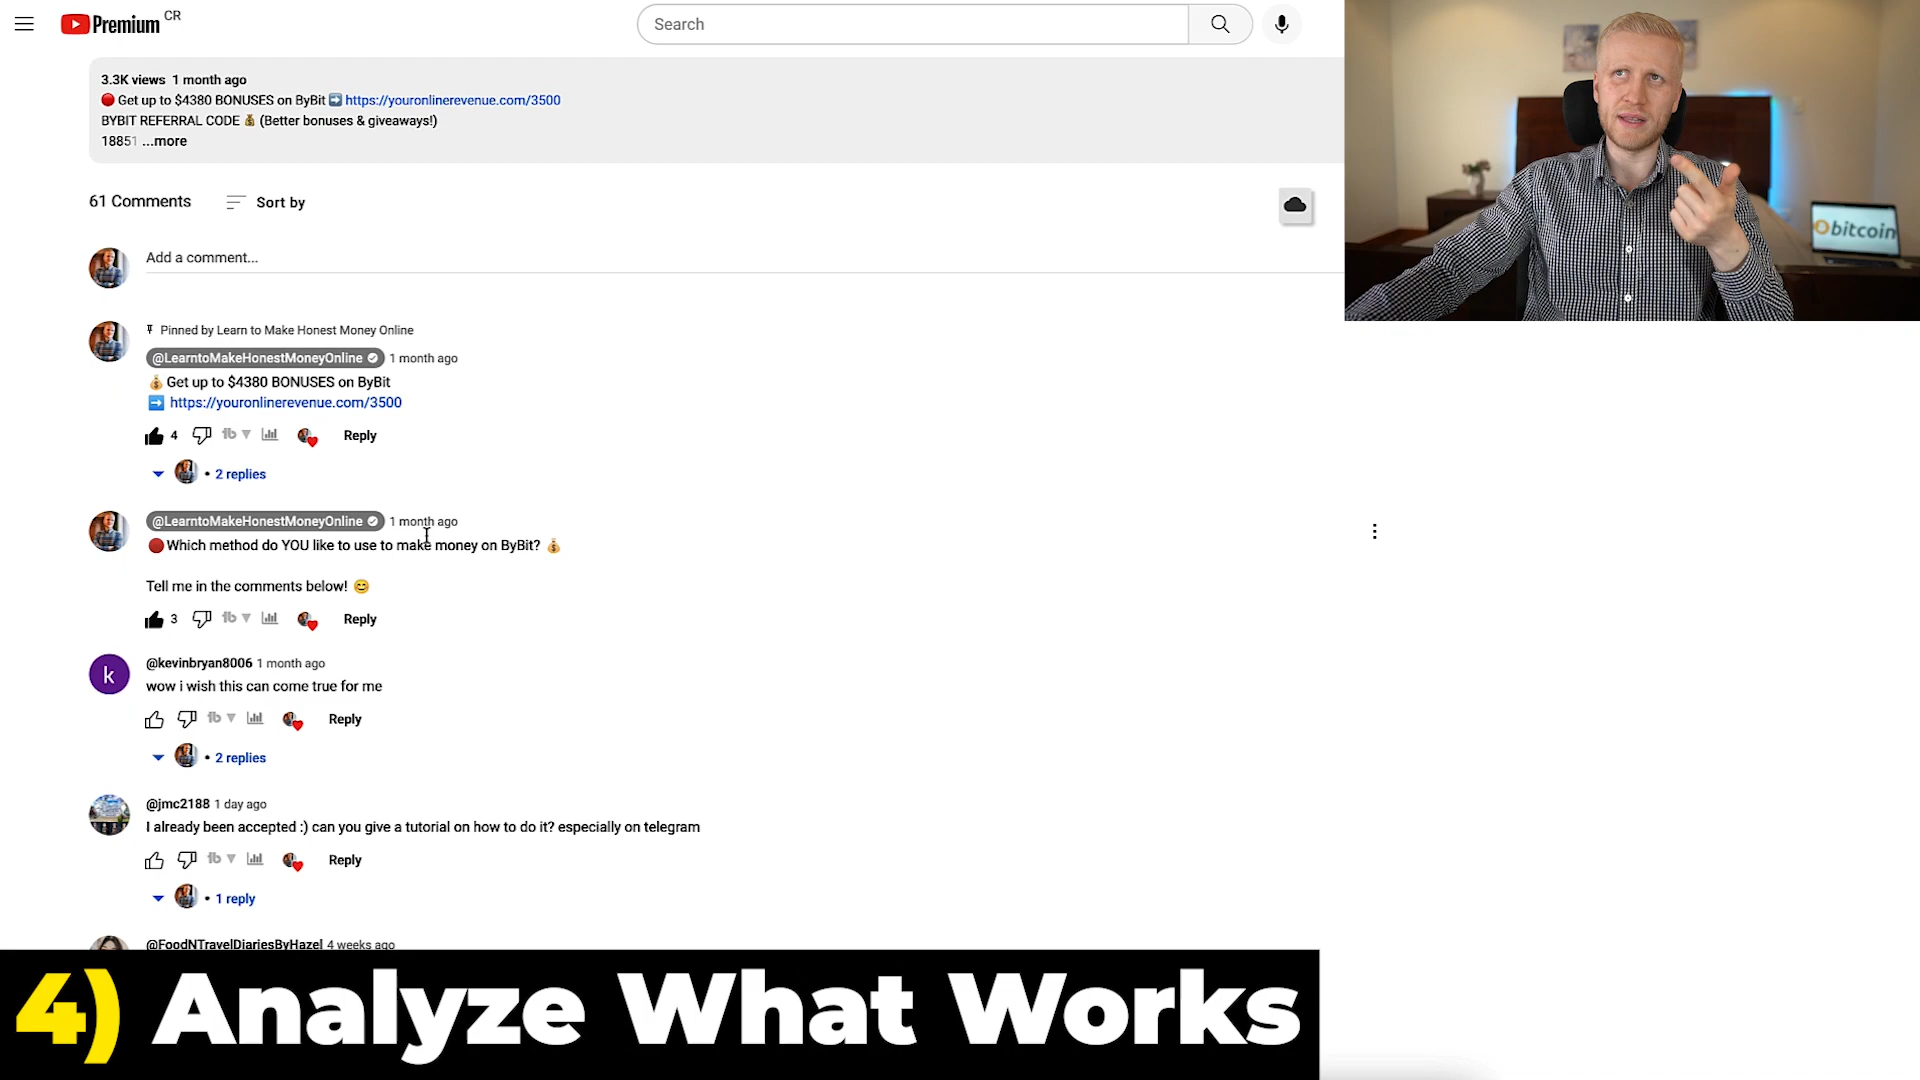 Premium CR
Search
3.3K views 1 month ago
🔴 Get up to $4380 BONUSES on ByBit ➡️ https://youronlinerevenue.com/3500
BYBIT REFERRAL CODE 💰 (Better bonuses & giveaways!)
18851 ...more
61 Comments Sort by
Add a comment...
Pinned by Learn to Make Honest Money Online
@LearntoMakeHonestMoneyOnline 1 month ago
💰 Get up to $4380 BONUSES on ByBit
➡️ https://youronlinerevenue.com/3500
4 Reply
• 2 replies
@LearntoMakeHonestMoneyOnline 1 month ago
🔴 Which method do YOU like to use to make money on ByBit? 💰
Tell me in the comments below! 😊
3 Reply
k
@kevinbryan8006 1 month ago
wow i wish this can come true for me
Reply
• 2 replies
@jmc2188 1 day ago
I already been accepted :) can you give a tutorial on how to do it? especially on telegram
Reply
• 1 reply
@FoodNTravelDiariesByHazel 4 weeks ago
4) Analyze What Works
bitcoin